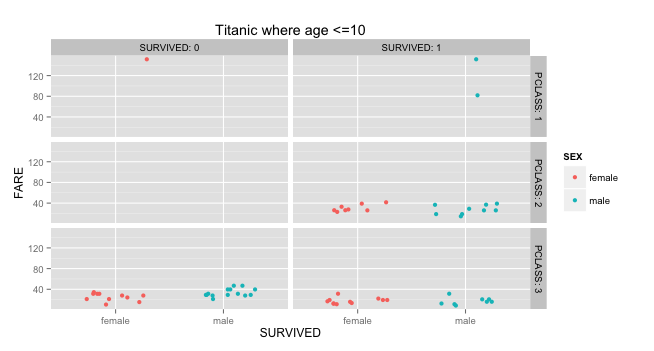 Titanic where age <=10
SURVIVED: 0
SURVIVED: 1
120
80
40
PCLASS: 1
120
80
40
PCLASS: 2
120
80
40
PCLASS: 3
FARE
female
male
female
male
SURVIVED
SEX
female
male